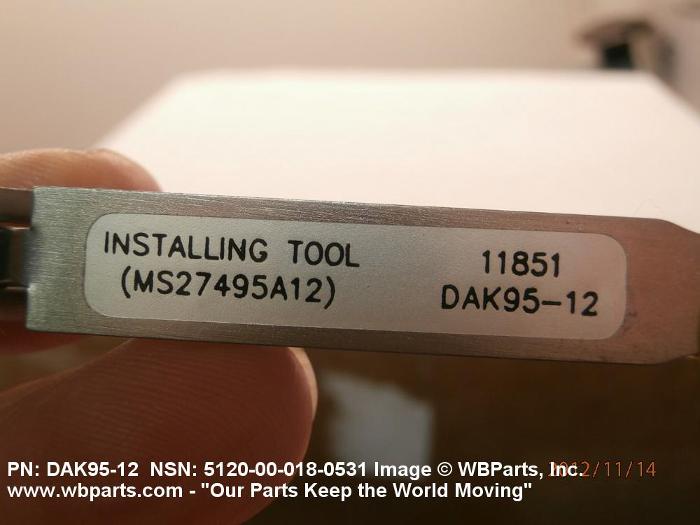 INSTALLING TOOL 11851
(MS27495A12) DAK95-12
PN: DAK95-12 NSN: 5120-00-018-0531 Image © WBParts, Inc.
2012/11/14
www.wbparts.com - "Our Parts Keep the World Moving"